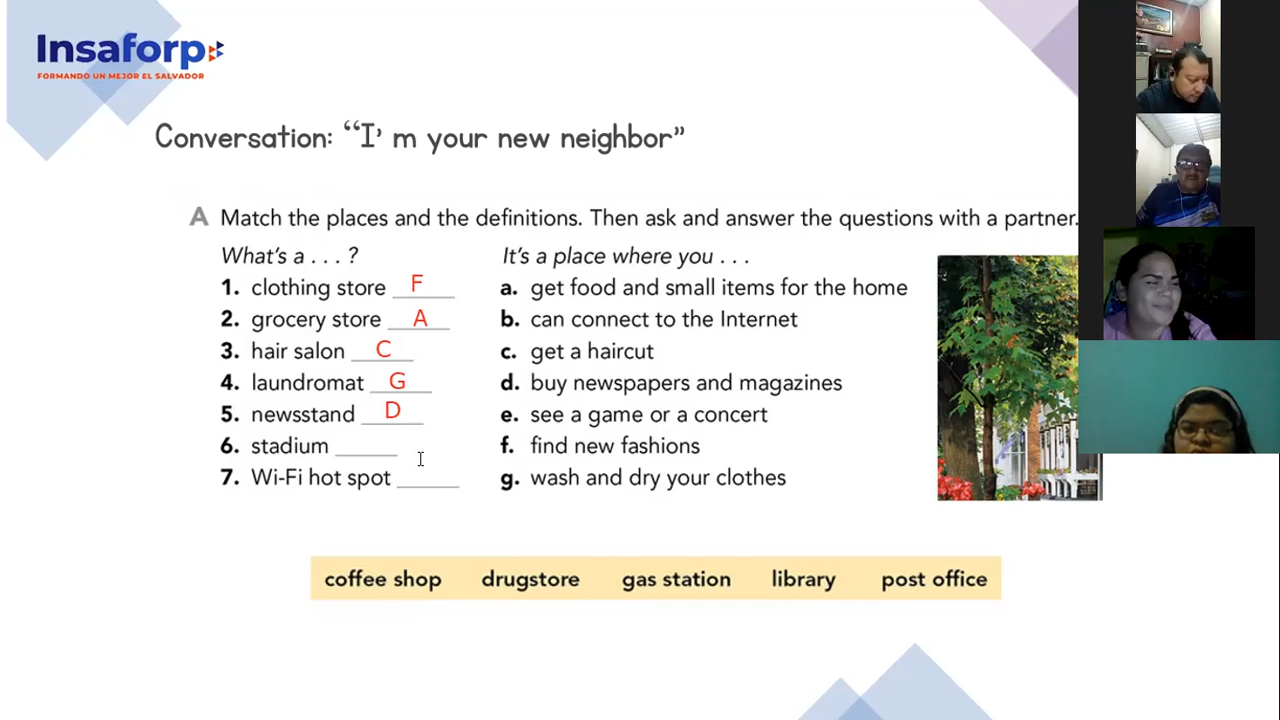 Insaforp
FORMANDO UN MEJOR EL SALVADOR
Conversation: “I’ m your new neighbor”
A Match the places and the definitions. Then ask and answer the questions with a partner.
What's a . . . ?
1. clothing store F
2. grocery store A
3. hair salon C
4. laundromat G
5. newsstand D
6. stadium ______
7. Wi-Fi hot spot ______
It's a place where you . . .
a. get food and small items for the home
b. can connect to the Internet
c. get a haircut
d. buy newspapers and magazines
e. see a game or a concert
f. find new fashions
g. wash and dry your clothes
coffee shop drugstore gas station library post office